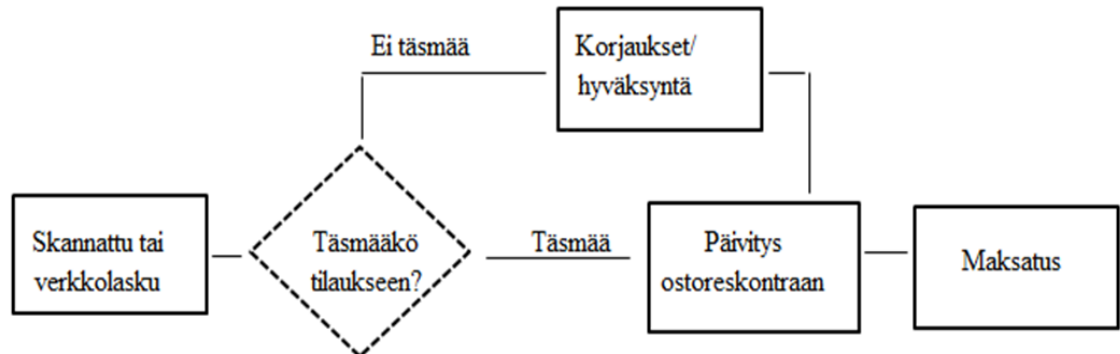 Ei täsmää
Korjaukset/
hyväksyntä
Skannattu tai
verkkolasku
Täsmääkö
tilaukseen?
Täsmää
Päivitys
ostoreskontraan
Maksatus